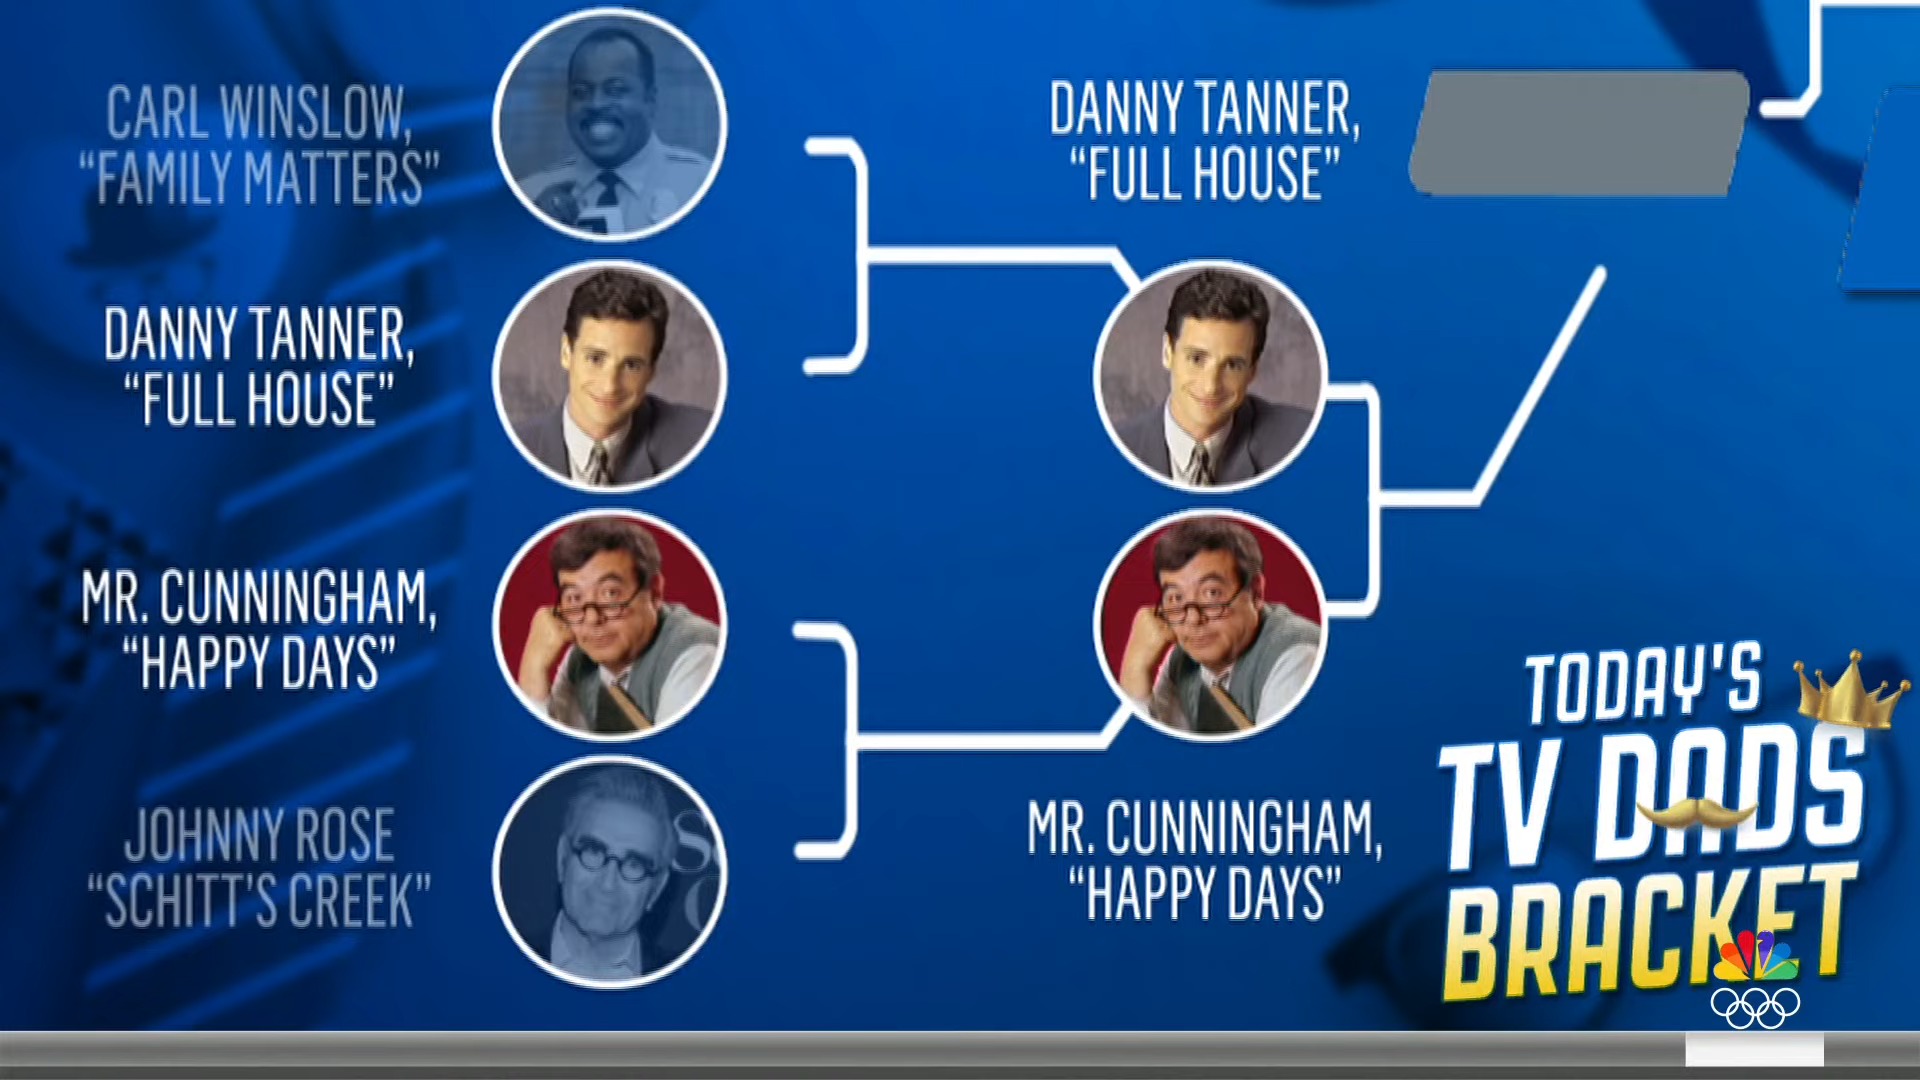 CARL WINSLOW,
“FAMILY MATTERS”
DANNY TANNER,
“FULL HOUSE”
MR. CUNNINGHAM,
“HAPPY DAYS”
JOHNNY ROSE
“SCHITT’S CREEK”
DANNY TANNER,
“FULL HOUSE”
MR. CUNNINGHAM,
“HAPPY DAYS”
TODAY'S
TV DADS
BRACKET